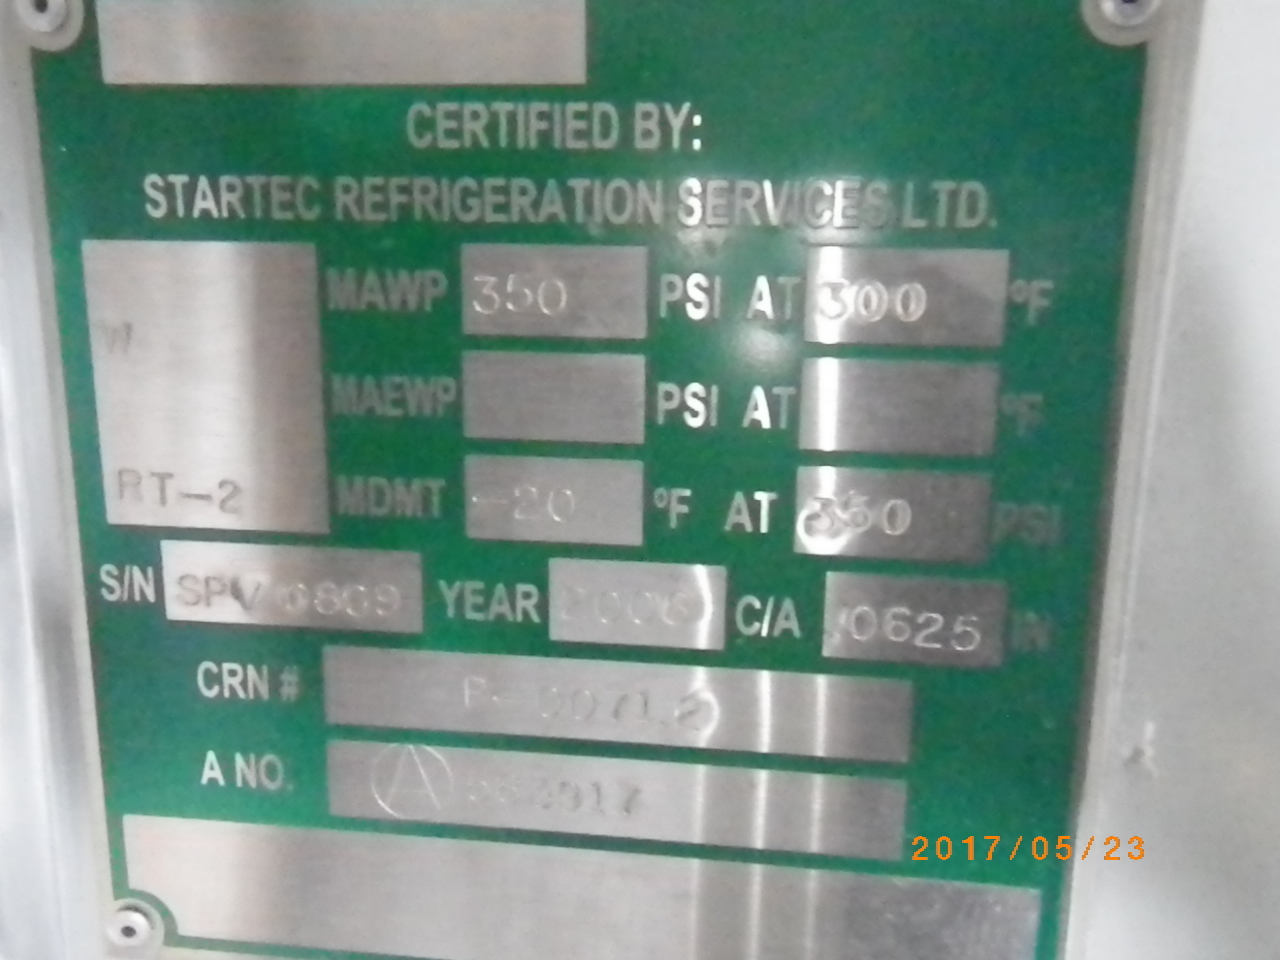 CERTIFIED BY:
STARTEC REFRIGERATION SERVICES LTD.
W
RT-2
MAWP 350 PSI AT 300 °F
MAEWP PSI AT °F
MDMT -20 °F AT 350 PSI
S/N YEAR 2006 C/A .0625 IN
CRN #
A NO. A
2017/05/23